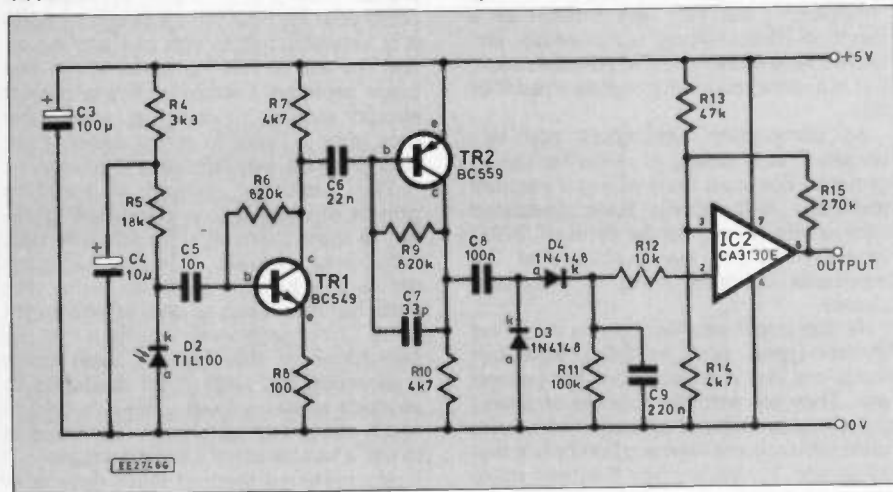 +5V
C3
100µ
+
R4
3k3
R7
4k7
R13
47k
e
b
TR2
BC559
c
C6
22n
R6
820k
R5
18k
+
C4
10µ
C5
10n
b
c
TR1
BC549
e
R9
820k
C7
33p
C8
100n
D4
1N4148
a
k
R12
10k
3
7
2
4
6
IC2
CA3130E
R15
270k
OUTPUT
k
D2
TIL100
a
R8
100
R10
4k7
k
D3
1N4148
a
R11
100k
C9
220n
R14
4k7
0V
EE2746G